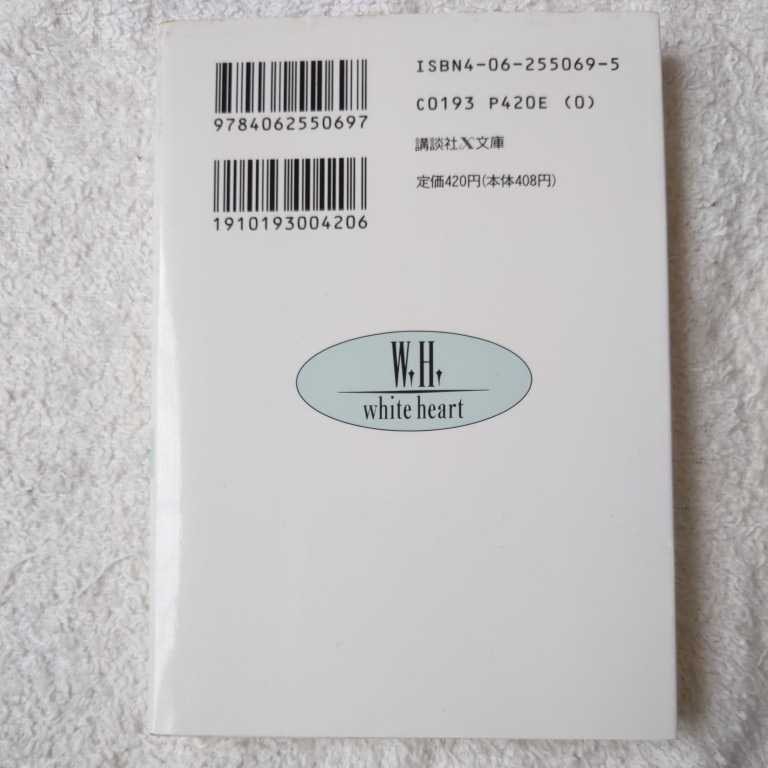 9784062550697
1910193004206
ISBN4-06-255069-5
C0193 P420E (0)
講談社X文庫
定価420円(本体408円)
W.H.
white heart